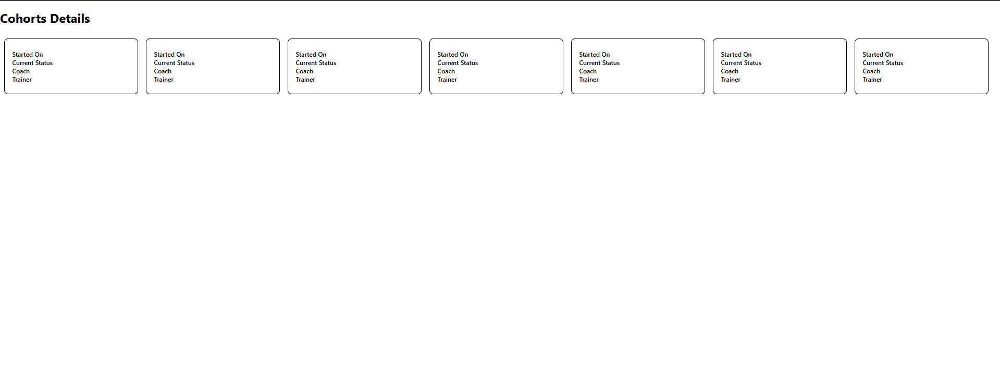 Cohorts Details
Started On
Current Status
Coach
Trainer
Started On
Current Status
Coach
Trainer
Started On
Current Status
Coach
Trainer
Started On
Current Status
Coach
Trainer
Started On
Current Status
Coach
Trainer
Started On
Current Status
Coach
Trainer
Started On
Current Status
Coach
Trainer